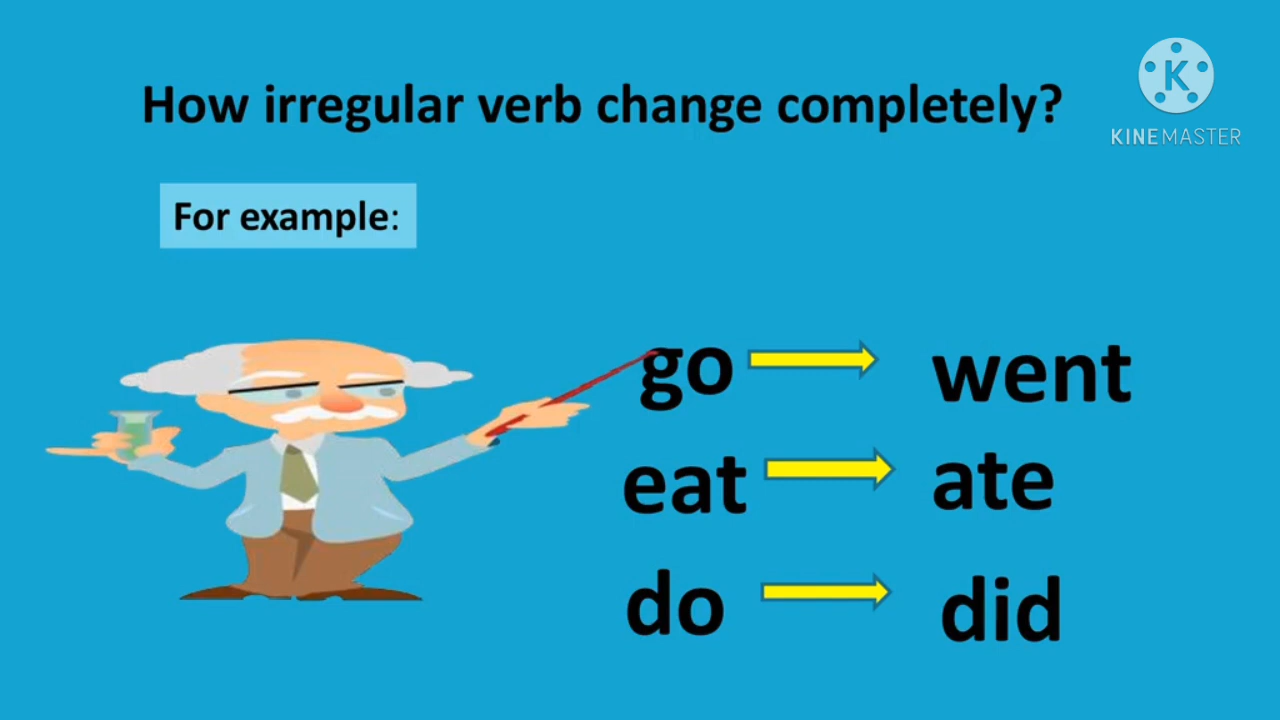 How irregular verb change completely?
K
KINEMASTER
For example:
go went
eat ate
do did